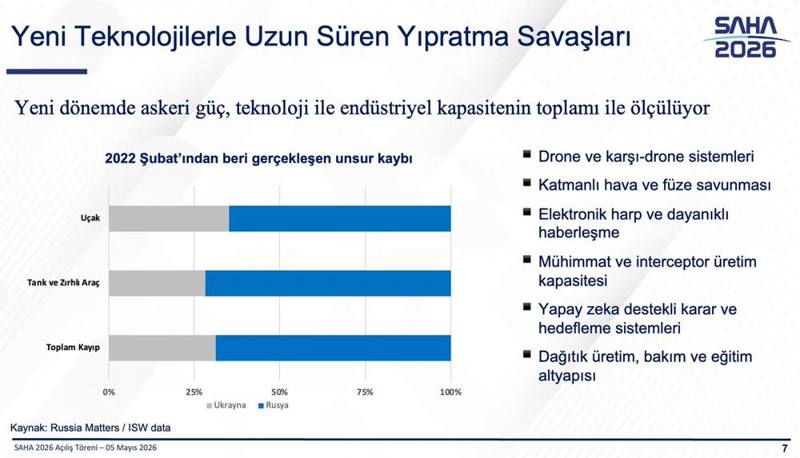 Yeni Teknolojilerle Uzun Süren Yıpratma Savaşları
SAHA
2026
Yeni dönemde askeri güç, teknoloji ile endüstriyel kapasitenin toplamı ile ölçülüyor
2022 Şubat'ından beri gerçekleşen unsur kaybı
Uçak
Tank ve Zırhlı Araç
Toplam Kayıp
0% 25% 50% 75% 100%
Ukrayna Rusya
Drone ve karşı-drone sistemleri
Katmanlı hava ve füze savunması
Elektronik harp ve dayanıklı
haberleşme
Mühimmat ve interceptor üretim
kapasitesi
Yapay zeka destekli karar ve
hedefleme sistemleri
Dağıtık üretim, bakım ve eğitim
altyapısı
Kaynak: Russia Matters / ISW data
SAHA 2026 Açılış Töreni – 05 Mayıs 2026
7